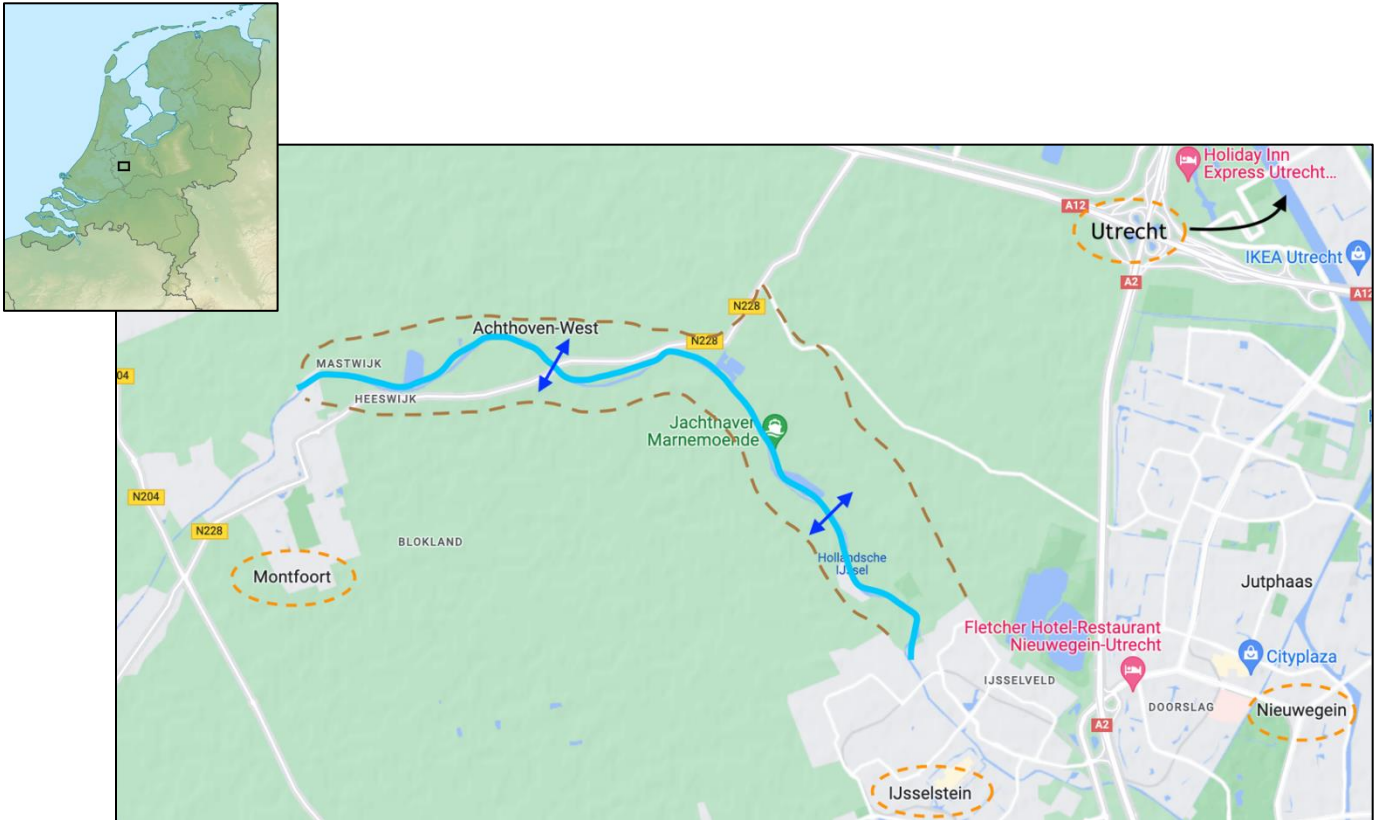 Holiday Inn
Express Utrecht...
A12
Utrecht
IKEA Utrecht
A2
A12
N228
Achthoven-West
N228
MASTWIJK
04
HEESWIJK
Jachthaven
Marnemoende
N204
N228
BLOKLAND
Hollandsche
IJssel
Montfoort
Jutphaas
Fletcher Hotel-Restaurant
Nieuwegein-Utrecht
Cityplaza
IJSSELVELD
DOORSLAG
Nieuwegein
A2
IJsselstein